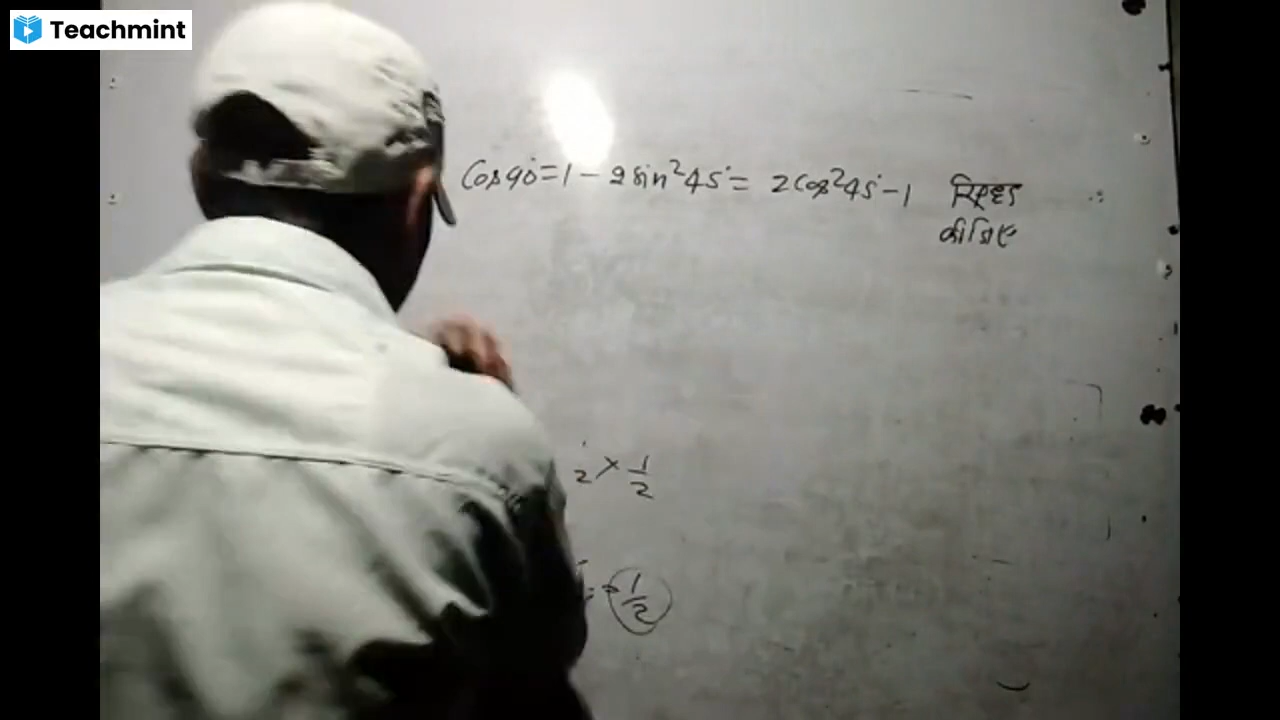 Teachmint
cos90°=1-2sin²45°= 2cos²45°-1 सिद्ध
कीजिए
2 × 1/2
= 1/2